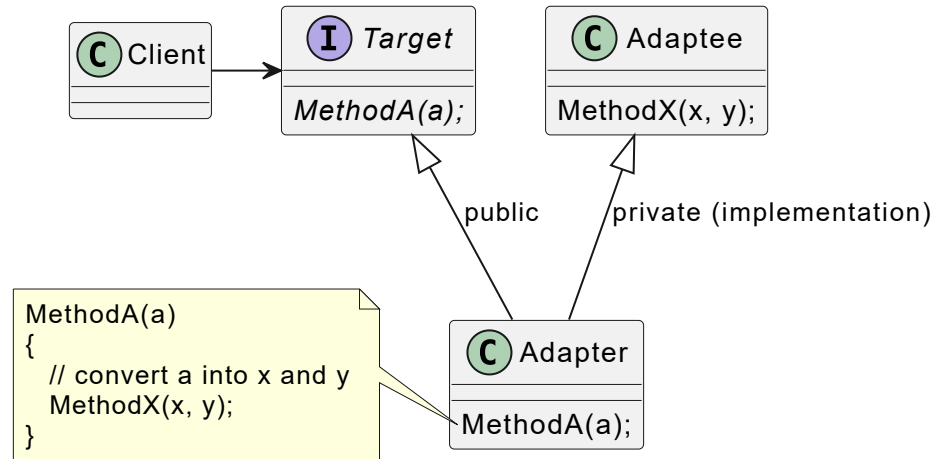 C Client
I Target
MethodA(a);
C Adaptee
MethodX(x, y);
public
private (implementation)
MethodA(a)
{
// convert a into x and y
MethodX(x, y);
}
C Adapter
MethodA(a);